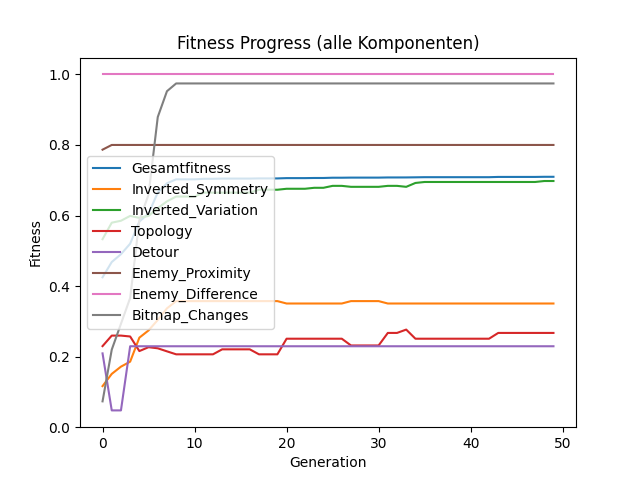 Fitness Progress (alle Komponenten)
1.0
0.8
0.6
0.4
0.2
0.0
Fitness
Gesamtfitness
Inverted_Symmetry
Inverted_Variation
Topology
Detour
Enemy_Proximity
Enemy_Difference
Bitmap_Changes
0 10 20 30 40 50
Generation